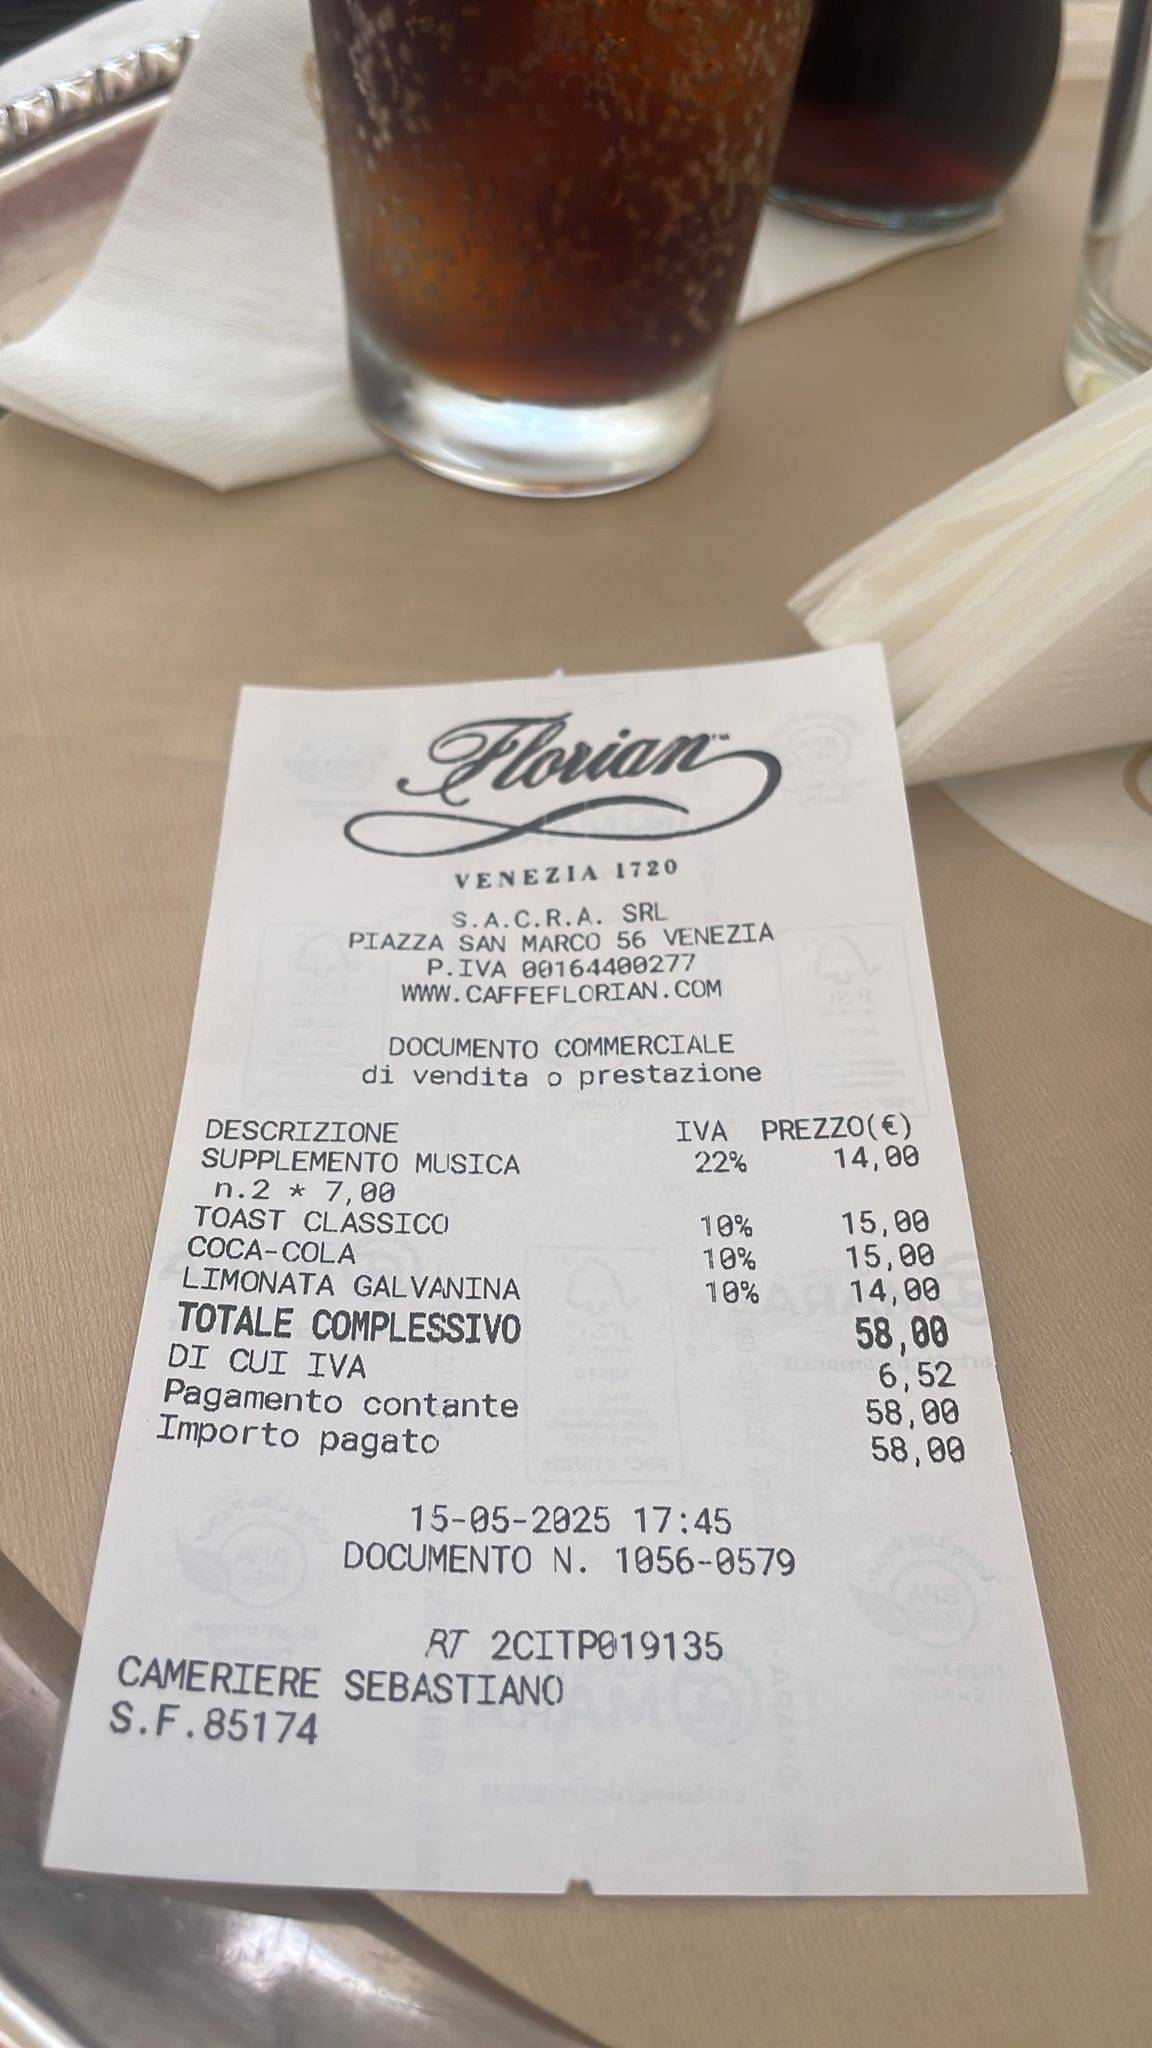 Florian™
VENEZIA 1720
S.A.C.R.A. SRL
PIAZZA SAN MARCO 56 VENEZIA
P.IVA 00164400277
WWW.CAFFEFLORIAN.COM
DOCUMENTO COMMERCIALE
di vendita o prestazione
DESCRIZIONE IVA PREZZO(€)
SUPPLEMENTO MUSICA 22% 14,00
n.2 * 7,00
TOAST CLASSICO 10% 15,00
COCA-COLA 10% 15,00
LIMONATA GALVANINA 10% 14,00
TOTALE COMPLESSIVO 58,00
DI CUI IVA 6,52
Pagamento contante 58,00
Importo pagato 58,00
15-05-2025 17:45
DOCUMENTO N. 1056-0579
RT 2CITP019135
CAMERIERE SEBASTIANO
S.F.85174